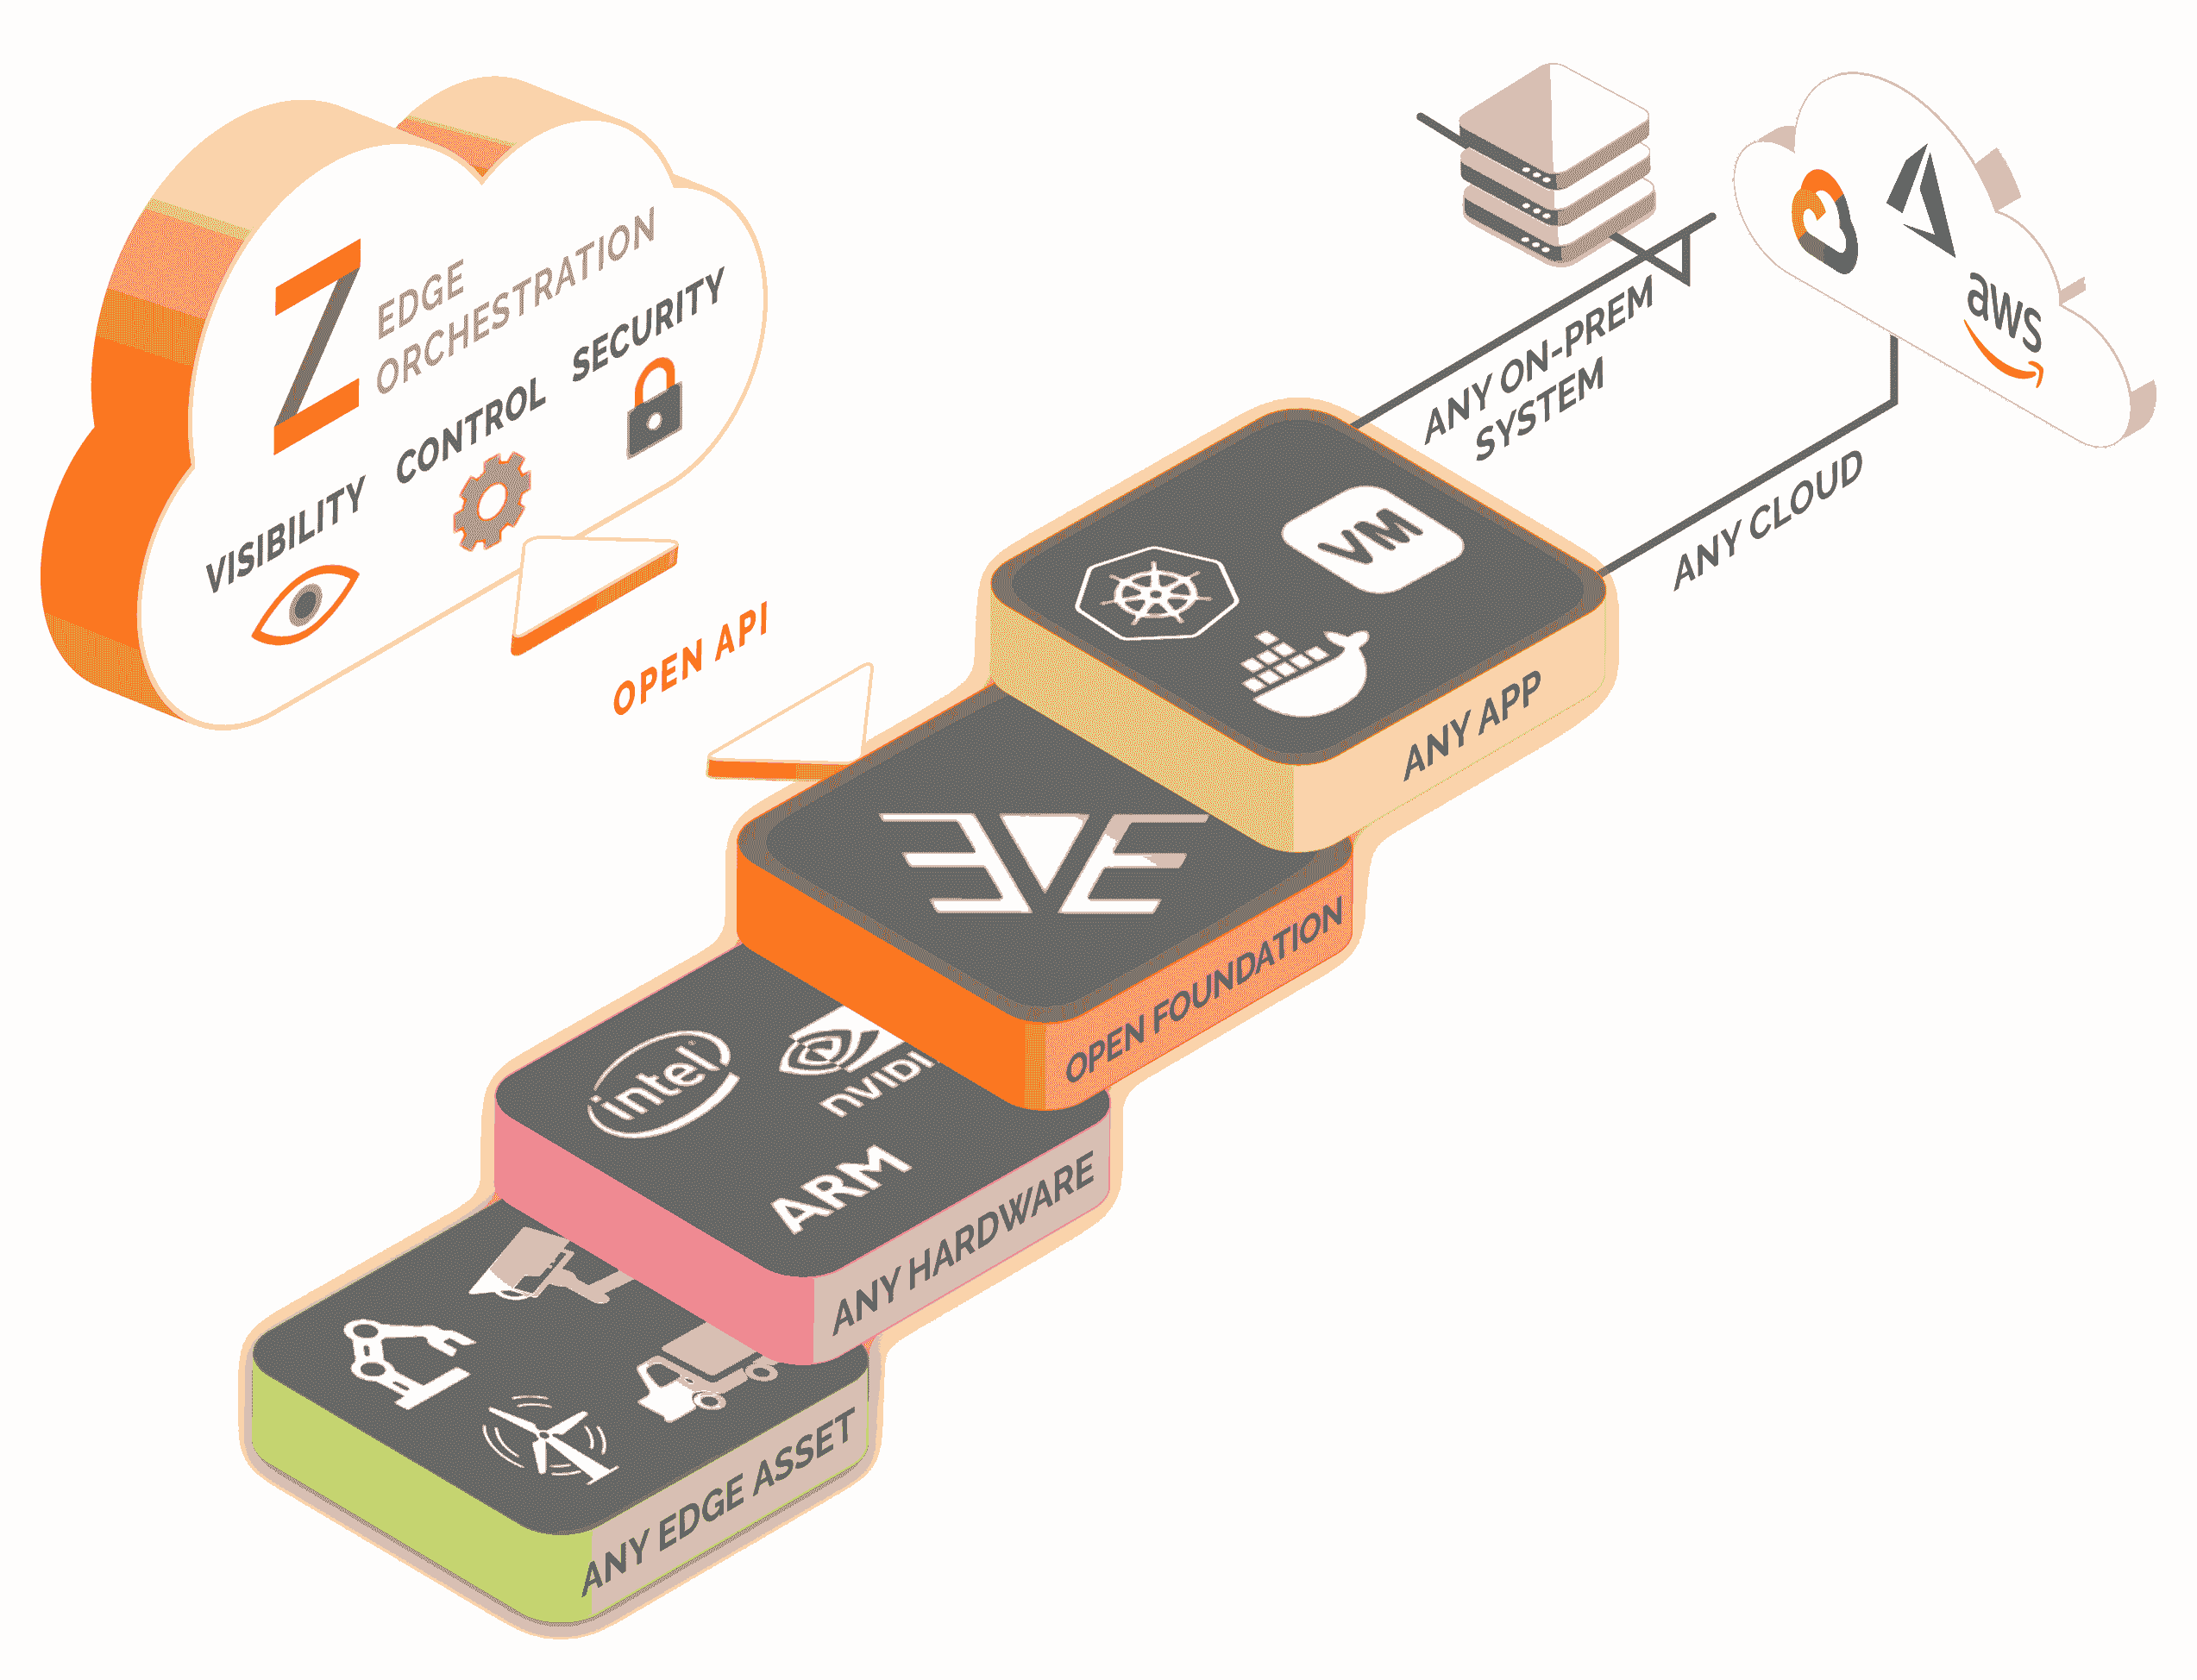 Z
EDGE
ORCHESTRATION
VISIBILITY
CONTROL
SECURITY
OPEN API
ANY ON-PREM
SYSTEM
ANY CLOUD
aws
VM
ANY APP
EVE
OPEN FOUNDATION
intel
NVIDI
ARM
ANY HARDWARE
ANY EDGE ASSET